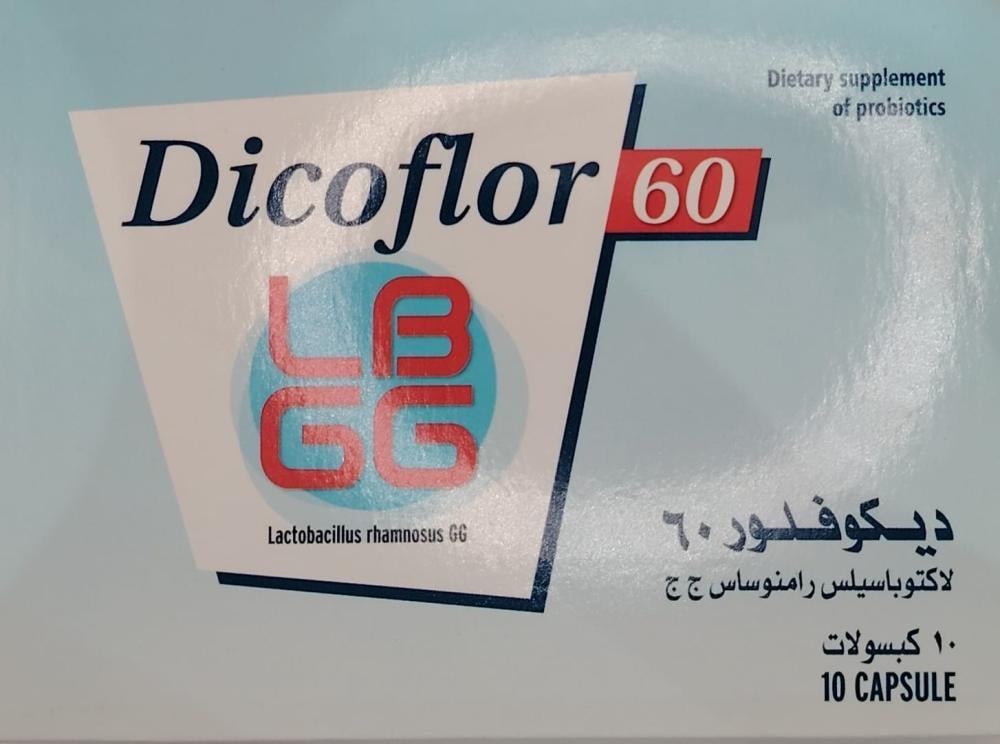 Dietary supplement
of probiotics
Dicoflor 60
LB
GG
Lactobacillus rhamnosus GG
ديكوفلور ٦٠
لاكتوباسيلس رامنوساس ج ج
١٠ كبسولات
10 CAPSULE